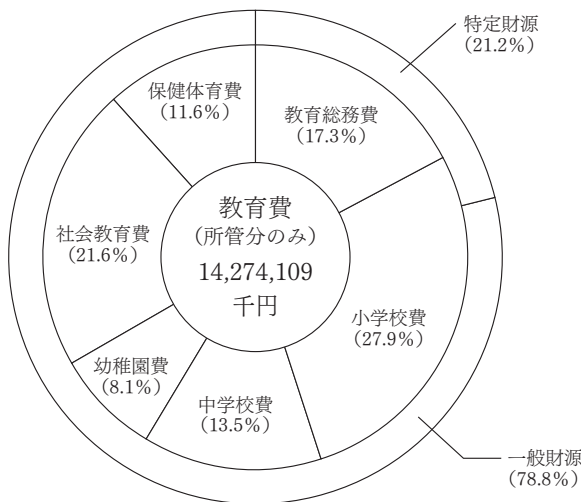 特定財源
（21.2%）
保健体育費
（11.6%）
教育総務費
（17.3%）
教育費
（所管分のみ）
14,274,109
千円
社会教育費
（21.6%）
小学校費
（27.9%）
幼稚園費
（8.1%）
中学校費
（13.5%）
一般財源
（78.8%）